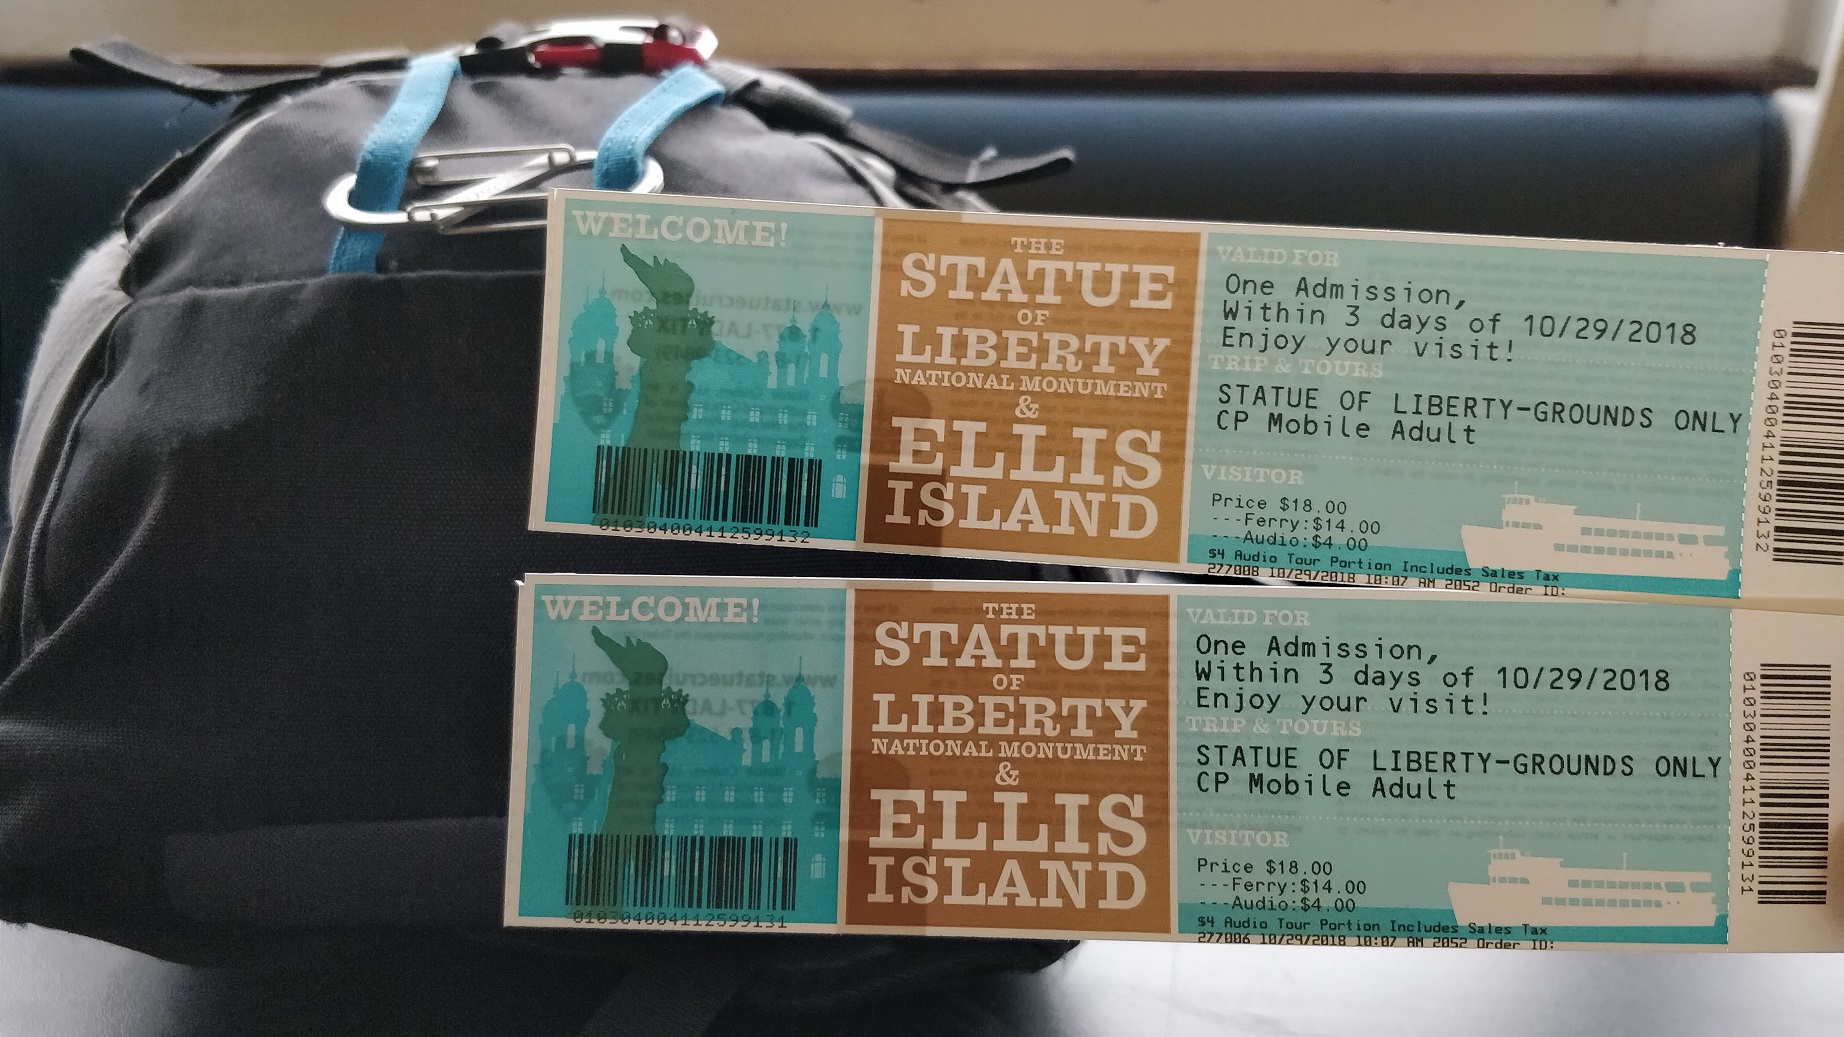 WELCOME!
01030400411​2599132
THE
STATUE
OF
LIBERTY
NATIONAL MONUMENT
&
ELLIS
ISLAND
VALID FOR
One Admission,
Within 3 days of 10/29/2018
Enjoy your visit!
TRIP & TOURS
STATUE OF LIBERTY-GROUNDS ONLY
CP Mobile Adult
VISITOR
Price $18.00
---Ferry:$14.00
---Audio:$4.00
$4 Audio Tour Portion Includes Sales Tax
277008 10/29/2018 10:07 AM 2052 Order ID:
010304004112599132
WELCOME!
010304004112599131
THE
STATUE
OF
LIBERTY
NATIONAL MONUMENT
&
ELLIS
ISLAND
VALID FOR
One Admission,
Within 3 days of 10/29/2018
Enjoy your visit!
TRIP & TOURS
STATUE OF LIBERTY-GROUNDS ONLY
CP Mobile Adult
VISITOR
Price $18.00
---Ferry:$14.00
---Audio:$4.00
$4 Audio Tour Portion Includes Sales Tax
277006 10/29/2018 10:07 AM 2052 Order ID:
010304004112599131